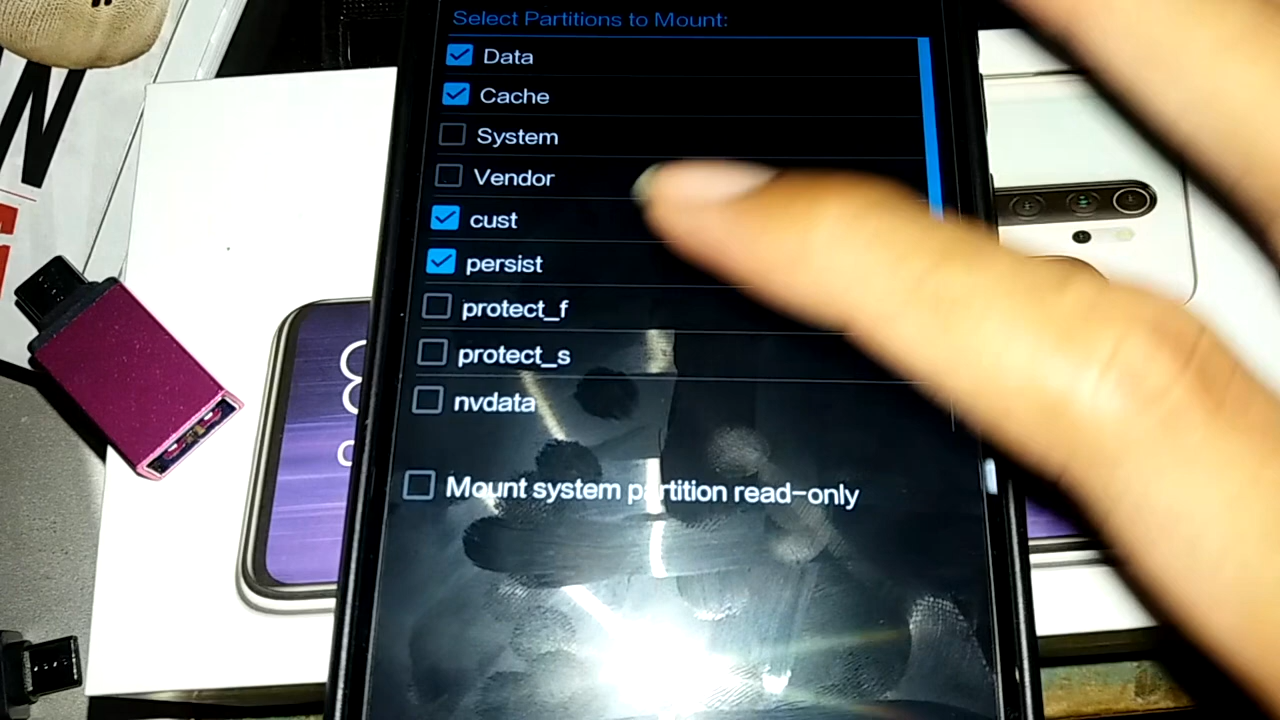 Select Partitions to Mount:
Data
Cache
System
Vendor
cust
persist
protect_f
protect_s
nvdata
Mount system partition read-only
N